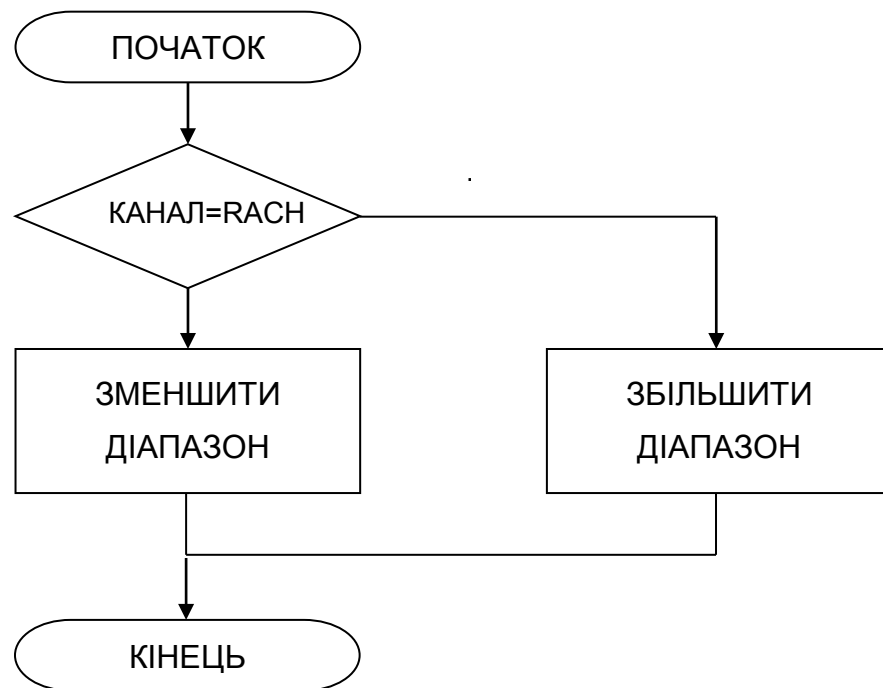 ПОЧАТОК
.
КАНАЛ=RACH
ЗМЕНШИТИ
ДІАПАЗОН
ЗБІЛЬШИТИ
ДІАПАЗОН
КІНЕЦЬ